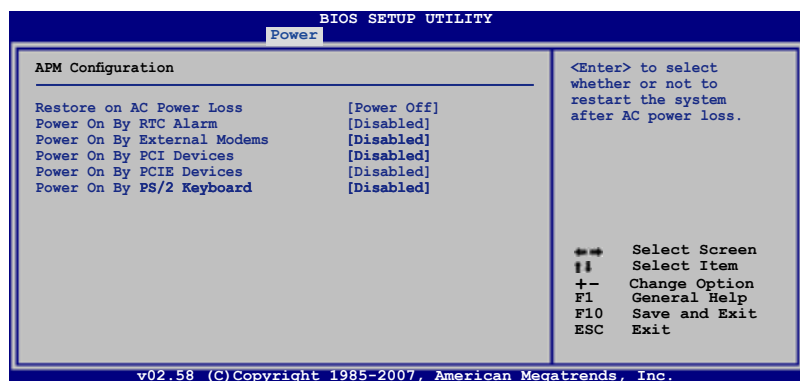 BIOS SETUP UTILITY
Power
APM Configuration
Restore on AC Power Loss [Power Off]
Power On By RTC Alarm [Disabled]
Power On By External Modems [Disabled]
Power On By PCI Devices [Disabled]
Power On By PCIE Devices [Disabled]
Power On By PS/2 Keyboard [Disabled]
<Enter> to select
whether or not to
restart the system
after AC power loss.
Select Screen
Select Item
+- Change Option
F1 General Help
F10 Save and Exit
ESC Exit
v02.58 (C)Copyright 1985-2007, American Megatrends, Inc.